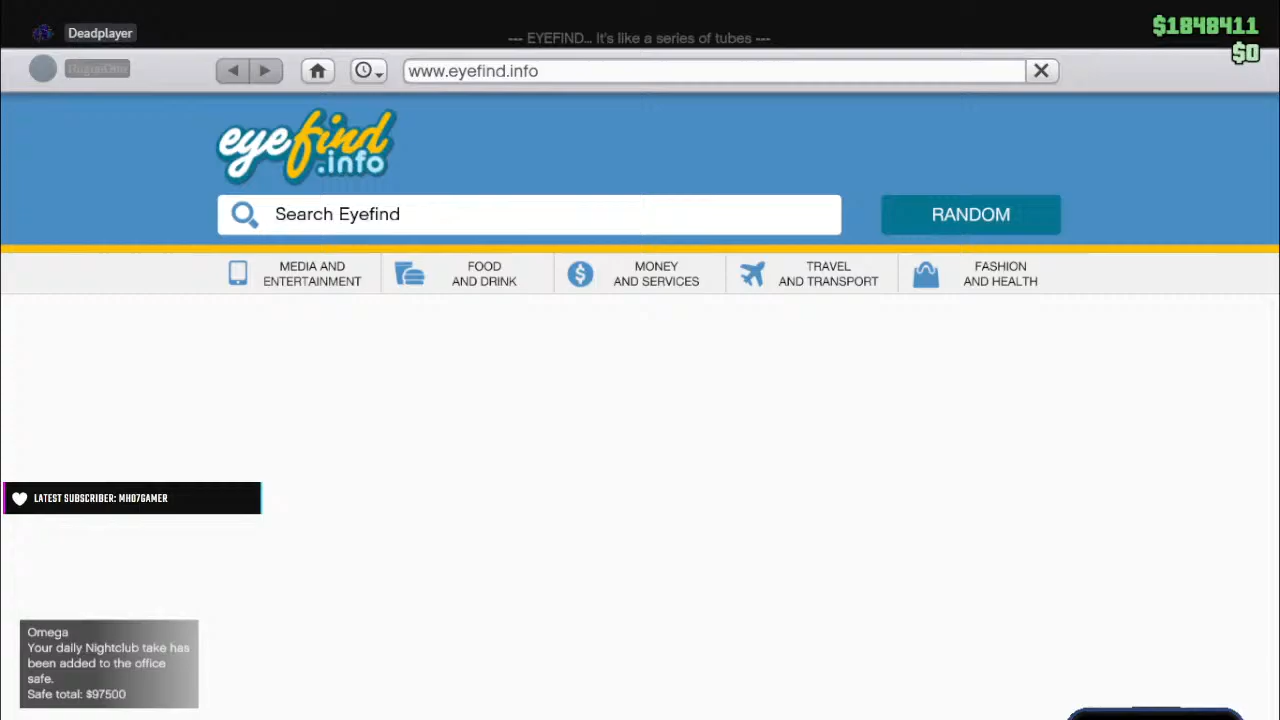 Deadplayer
--- EYEFIND... It's like a series of tubes ---
$1848411
$0
www.eyefind.info
eyefind
.info
Search Eyefind
RANDOM
MEDIA AND
ENTERTAINMENT
FOOD
AND DRINK
MONEY
AND SERVICES
TRAVEL
AND TRANSPORT
FASHION
AND HEALTH
LATEST SUBSCRIBER: MH07GAMER
Omega
Your daily Nightclub take has
been added to the office
safe.
Safe total: $97500